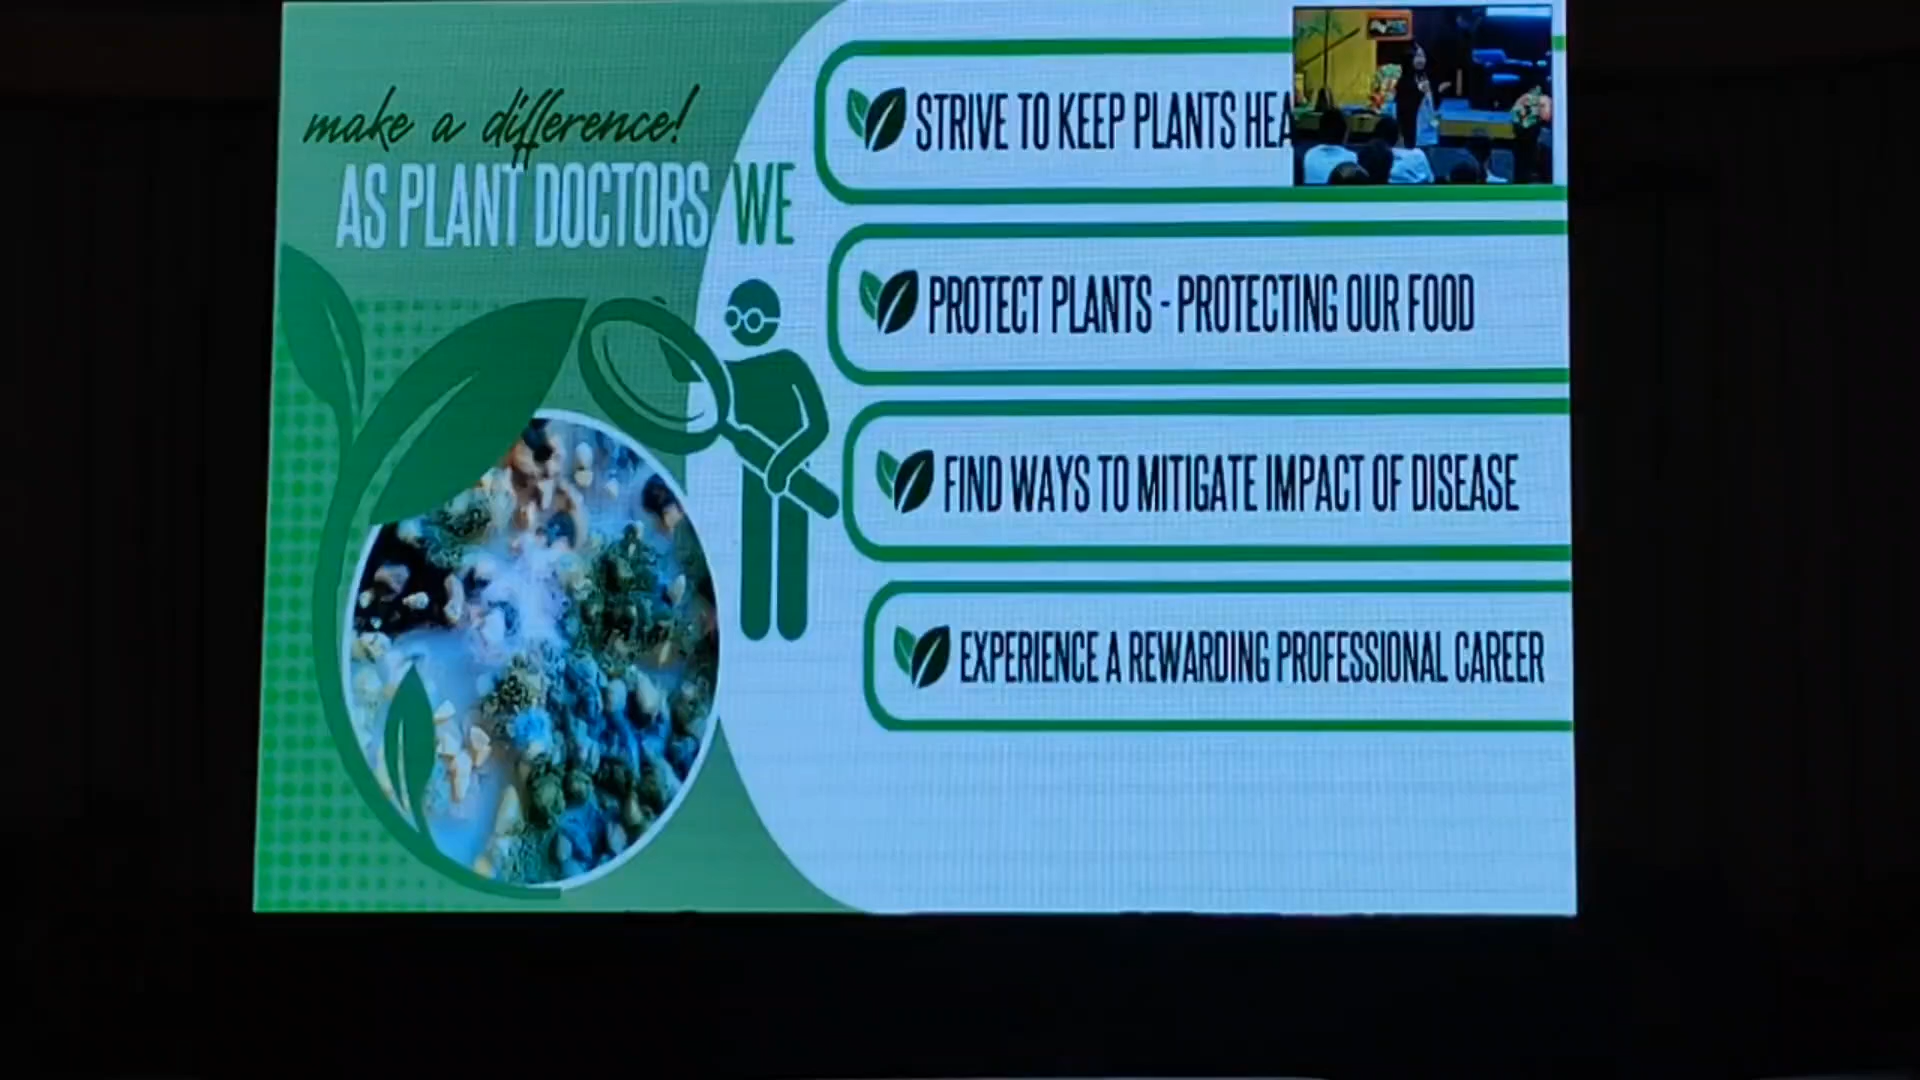 make a difference!
AS PLANT DOCTORS WE
STRIVE TO KEEP PLANTS
PROTECT PLANTS - PROTECTING OUR FOOD
FIND WAYS TO MITIGATE IMPACT OF DISEASE
EXPERIENCE A REWARDING PROFESSIONAL CAREER